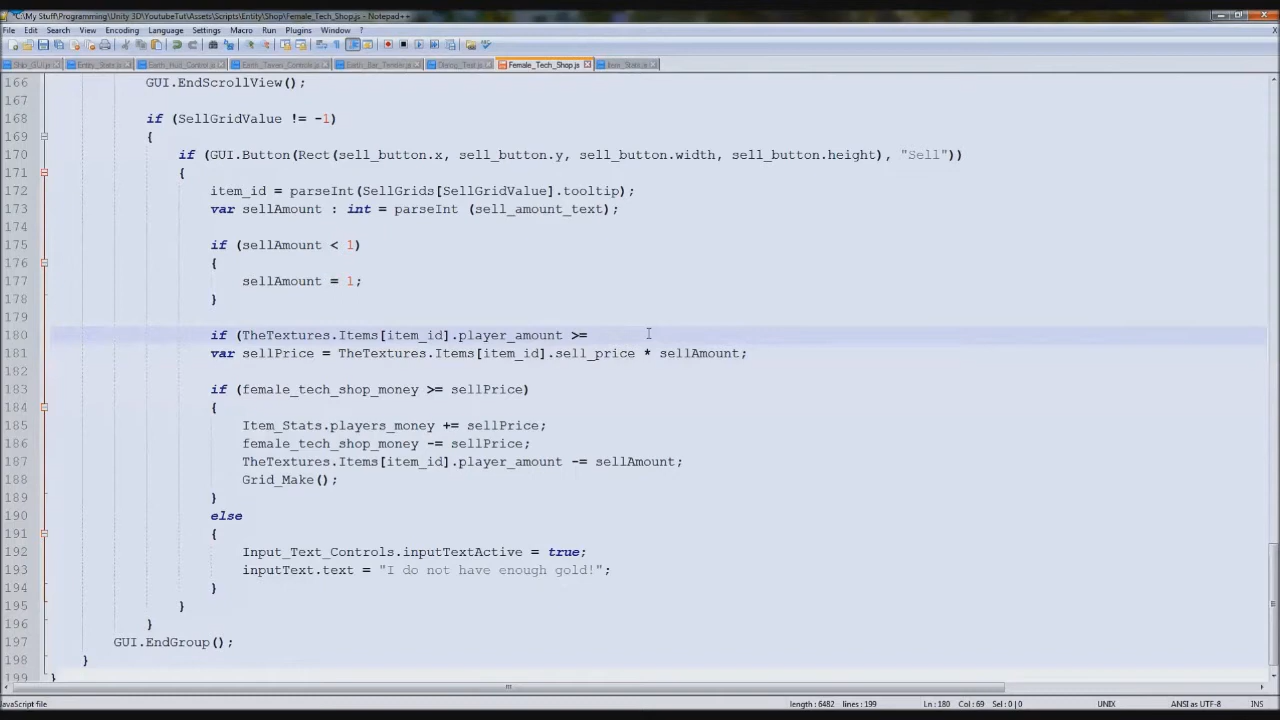 *C:\My Stuff\Programming\Unity 3D\YoutubeTut\Assets\Scripts\Entity\Shop\Female_Tech_Shop.js - Notepad++
File Edit Search View Encoding Language Settings Macro Run Plugins Window ?
X
Ship_GUI.js Entity_Stats.js Earth_Hud_Control.js Earth_Tavern_Controls.js Earth_Bar_Tender.js Dialog_Text.js Female_Tech_Shop.js Item_Stats.js
166 GUI.EndScrollView();
167
168 if (SellGridValue != -1)
169 {
170 if (GUI.Button(Rect(sell_button.x, sell_button.y, sell_button.width, sell_button.height), "Sell"))
171 {
172 item_id = parseInt(SellGrids[SellGridValue].tooltip);
173 var sellAmount : int = parseInt (sell_amount_text);
174
175 if (sellAmount < 1)
176 {
177 sellAmount = 1;
178 }
179
180 if (TheTextures.Items[item_id].player_amount >=
181 var sellPrice = TheTextures.Items[item_id].sell_price * sellAmount;
182
183 if (female_tech_shop_money >= sellPrice)
184 {
185 Item_Stats.players_money += sellPrice;
186 female_tech_shop_money -= sellPrice;
187 TheTextures.Items[item_id].player_amount -= sellAmount;
188 Grid_Make();
189 }
190 else
191 {
192 Input_Text_Controls.inputTextActive = true;
193 inputText.text = "I do not have enough gold!";
194 }
195 }
196 }
197 GUI.EndGroup();
198 }
199 }
JavaScript file length : 6482 lines : 199 Ln : 180 Col : 69 Sel : 0 | 0 UNIX ANSI as UTF-8 INS